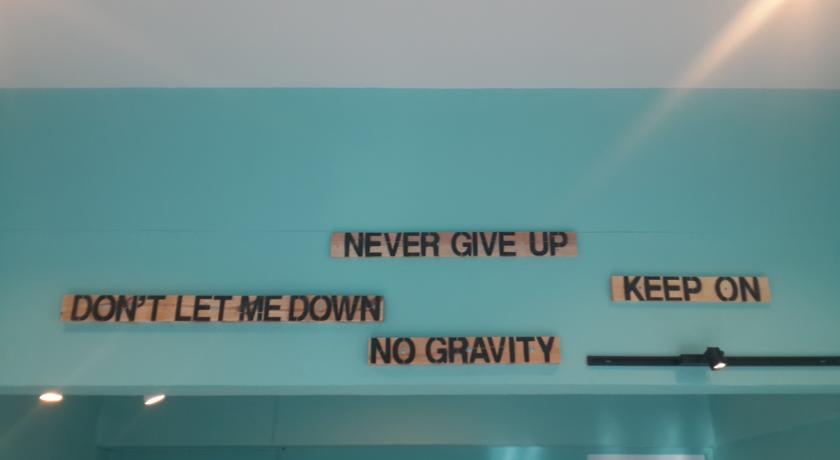 NEVER GIVE UP
KEEP ON
DON'T LET ME DOWN
NO GRAVITY